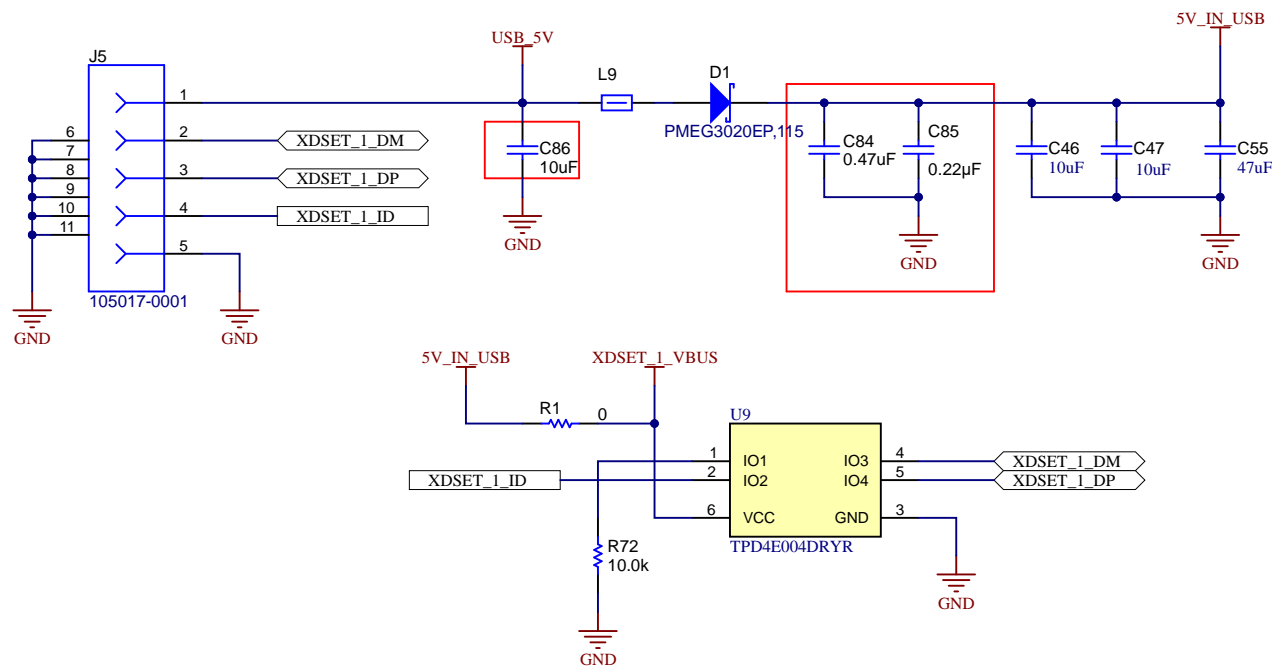 5V_IN_USB
USB_5V
J5
L9
D1
1
PMEG3020EP,115
6
2
XDSET_1_DM
C86
10uF
C84
0.47uF
C85
0.22µF
C46
10uF
C47
10uF
C55
47uF
7
8
3
XDSET_1_DP
9
10
4
XDSET_1_ID
11
5
GND
GND
105017-0001
GND
GND
GND
GND
5V_IN_USB
XDSET_1_VBUS
R1
0
U9
1
IO1
IO3
4
XDSET_1_DM
XDSET_1_ID
2
IO2
IO4
5
XDSET_1_DP
6
VCC
GND
3
TPD4E004DRYR
R72
10.0k
GND
GND